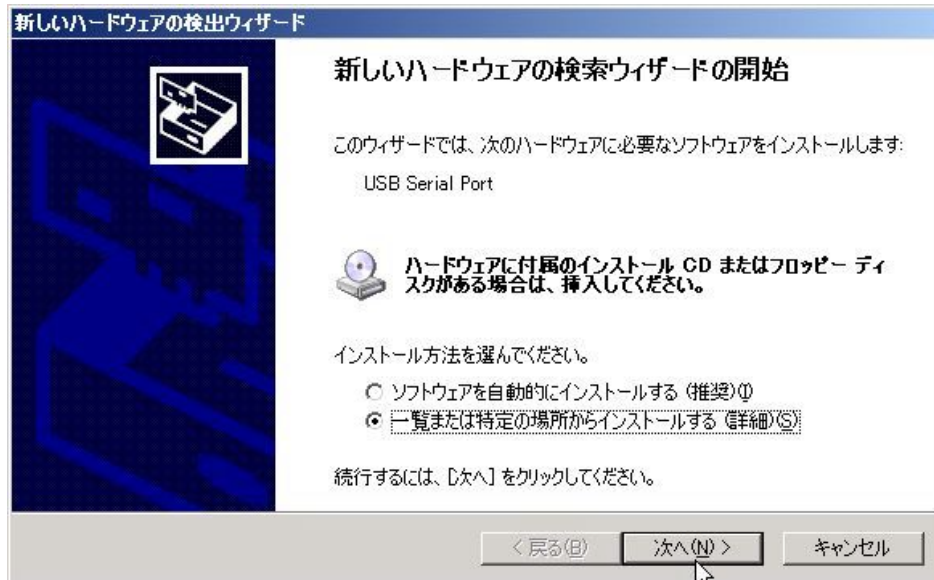 新しいハードウェアの検出ウィザード
新しいハードウェアの検索ウィザードの開始
このウィザードでは、次のハードウェアに必要なソフトウェアをインストールします:
USB Serial Port
ハードウェアに付属のインストール CD またはフロッピー ディ
スクがある場合は、挿入してください。
インストール方法を選んでください。
ソフトウェアを自動的にインストールする (推奨)(I)
一覧または特定の場所からインストールする (詳細)(S)
続行するには、[次へ] をクリックしてください。
< 戻る(B) 次へ(N) > キャンセル